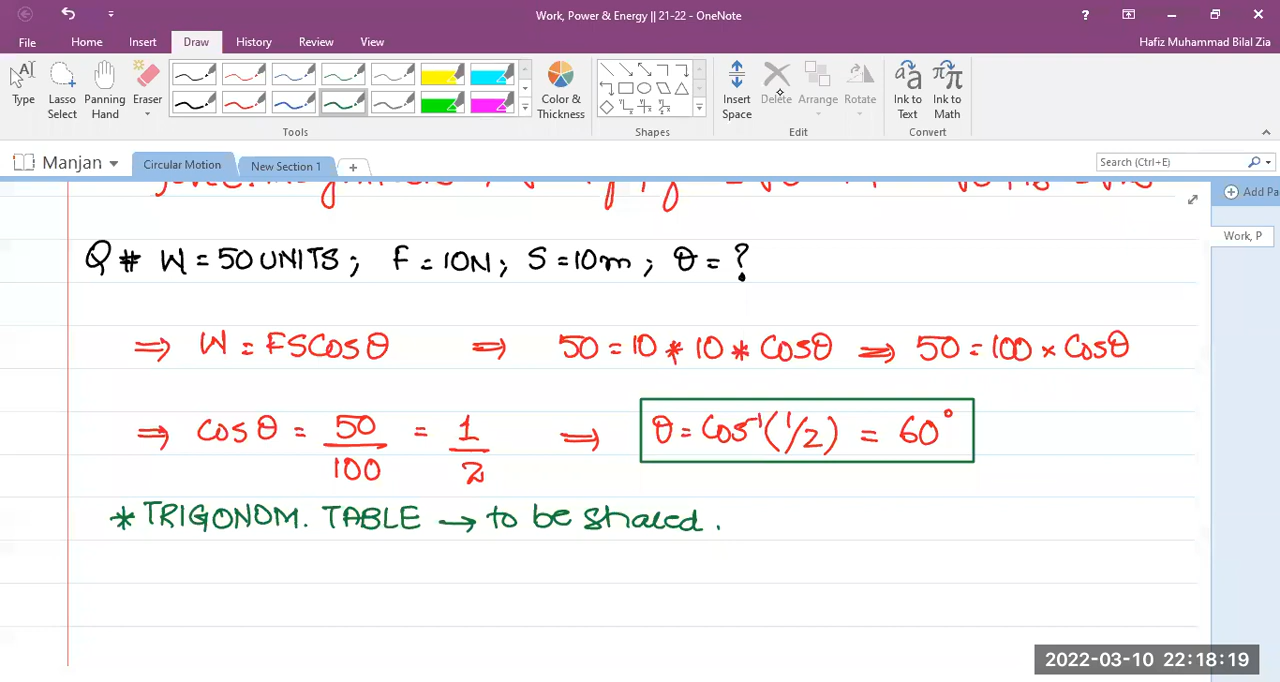 Work, Power & Energy || 21-22 - OneNote
File Home Insert Draw History Review View Hafiz Muhammad Bilal Zia
Type Lasso Select Panning Hand Eraser Color & Thickness Insert Space Delete Arrange Rotate Ink to Text Ink to Math
Tools Shapes Edit Convert
Manjan Circular Motion New Section 1 + Search (Ctrl+E)
Add Pa
Work, P
Q # W = 50 UNITS ; F = 10N ; S = 10m ; θ = ?
⇒ W = FSCosθ ⇒ 50 = 10 * 10 * Cosθ ⇒ 50 = 100 × Cosθ
⇒ Cosθ = 50/100 = 1/2 ⇒ θ = Cos⁻¹(1/2) = 60°
* TRIGONOM. TABLE → to be shared.
2022-03-10 22:18:19